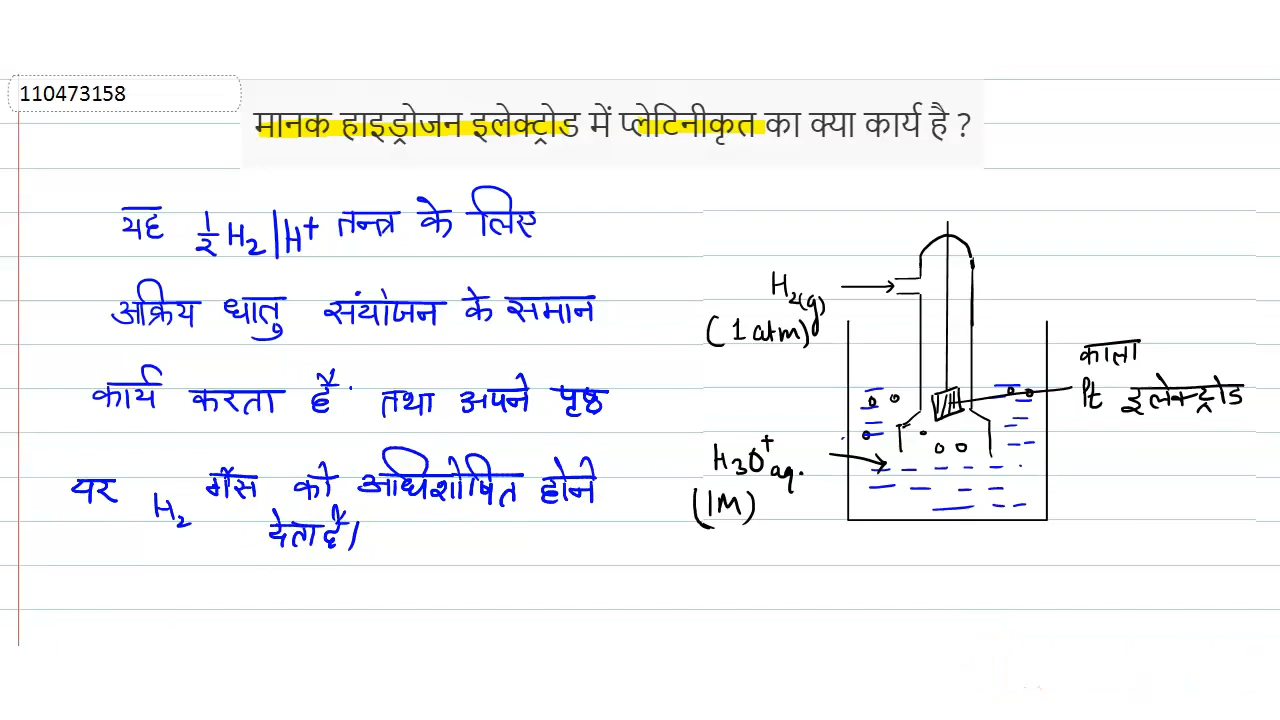 110473158
मानक हाइड्रोजन इलेक्ट्रोड में प्लेटिनीकृत का क्या कार्य है ?
यह 1/2 H₂ | H⁺ तन्त्र के लिए
अक्रिय धातु संयोजन के समान
कार्य करता है. तथा अपने पृष्ठ
पर H₂ गैस को अधिशोषित होने
देता है।
H₂(g)
(1 atm)
काला
Pt इलेक्ट्रोड
H₃O⁺aq.
(1M)